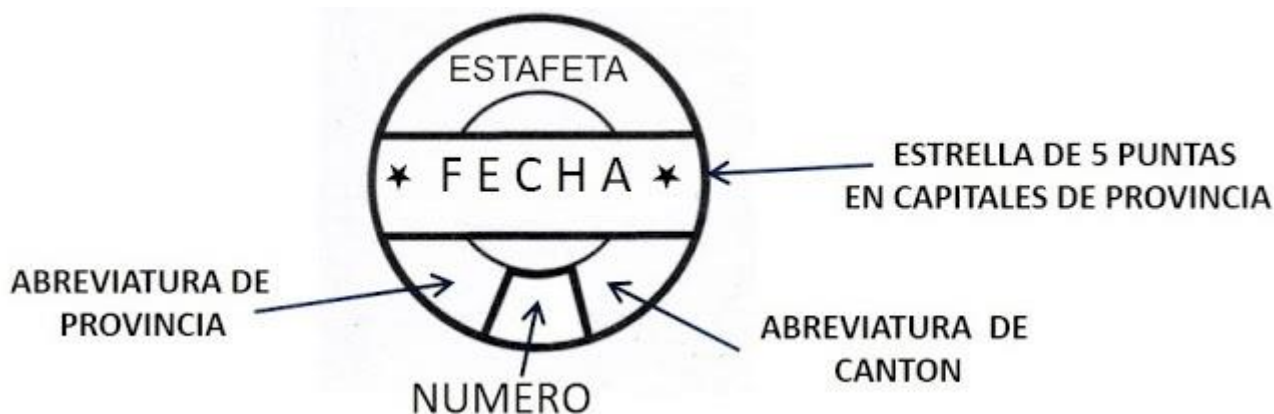 ESTAFETA
★ FECHA ★
ESTRELLA DE 5 PUNTAS
EN CAPITALES DE PROVINCIA
ABREVIATURA DE
PROVINCIA
NUMERO
ABREVIATURA DE
CANTON